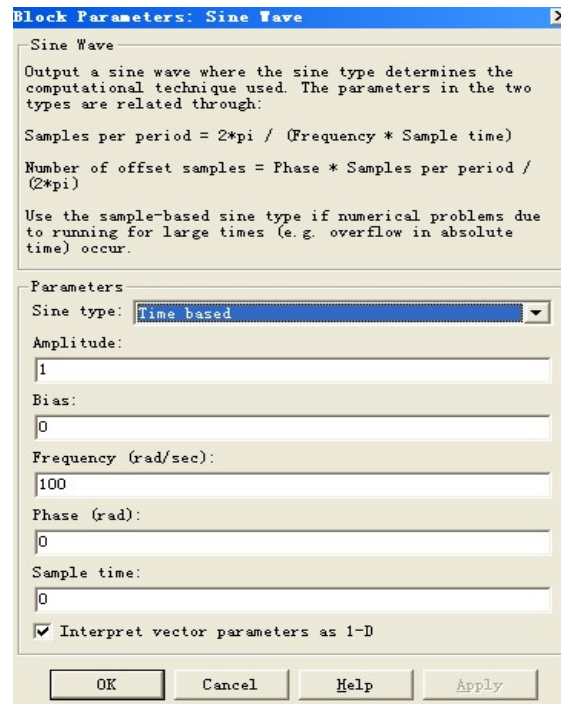 Block Parameters: Sine Wave
Sine Wave
Output a sine wave where the sine type determines the
computational technique used. The parameters in the two
types are related through:
Samples per period = 2*pi / (Frequency * Sample time)
Number of offset samples = Phase * Samples per period /
(2*pi)
Use the sample-based sine type if numerical problems due
to running for large times (e.g. overflow in absolute
time) occur.
Parameters
Sine type: Time based
Amplitude:
1
Bias:
0
Frequency (rad/sec):
100
Phase (rad):
0
Sample time:
0
Interpret vector parameters as 1-D
OK Cancel Help Apply